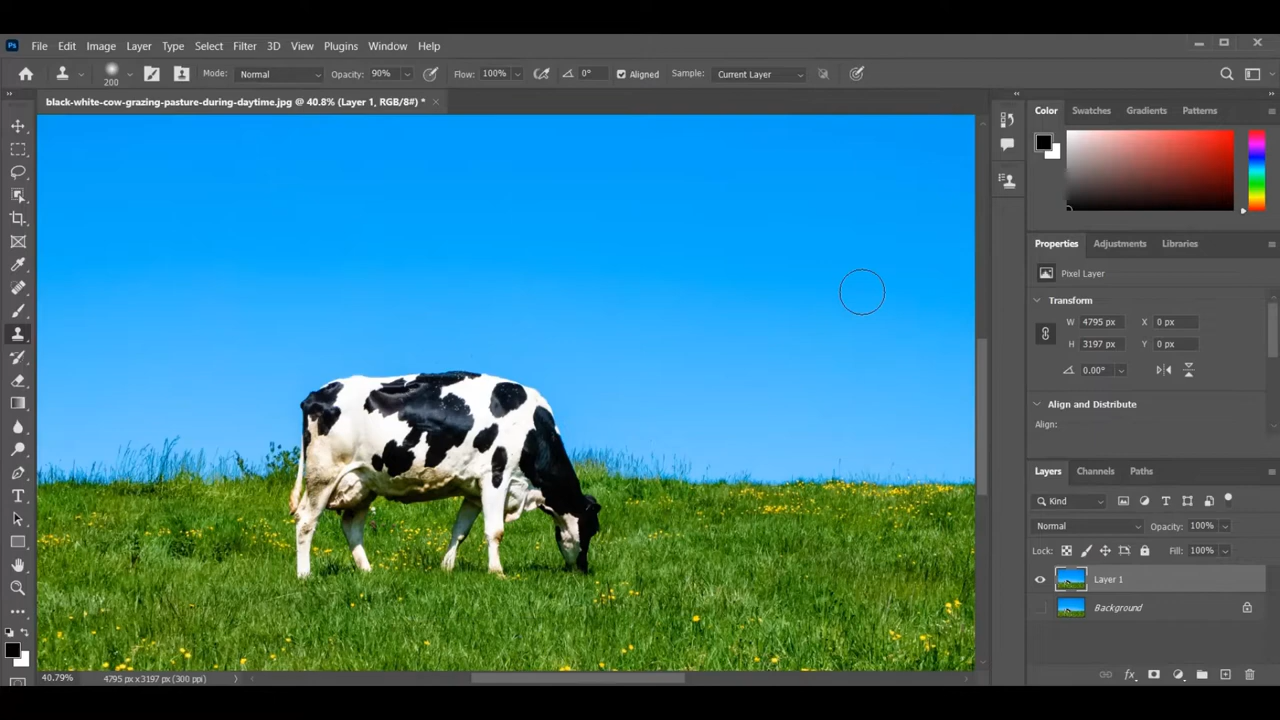 Ps File Edit Image Layer Type Select Filter 3D View Plugins Window Help
200 Mode: Normal Opacity: 90% Flow: 100% 0° Aligned Sample: Current Layer
black-white-cow-grazing-pasture-during-daytime.jpg @ 40.8% (Layer 1, RGB/8#) *
Color Swatches Gradients Patterns
Properties Adjustments Libraries
Pixel Layer
Transform
W 4795 px X 0 px
H 3197 px Y 0 px
0.00°
Align and Distribute
Align:
Layers Channels Paths
Kind
Normal Opacity: 100%
Lock: Fill: 100%
Layer 1
Background
fx
40.79% 4795 px x 3197 px (300 ppi)